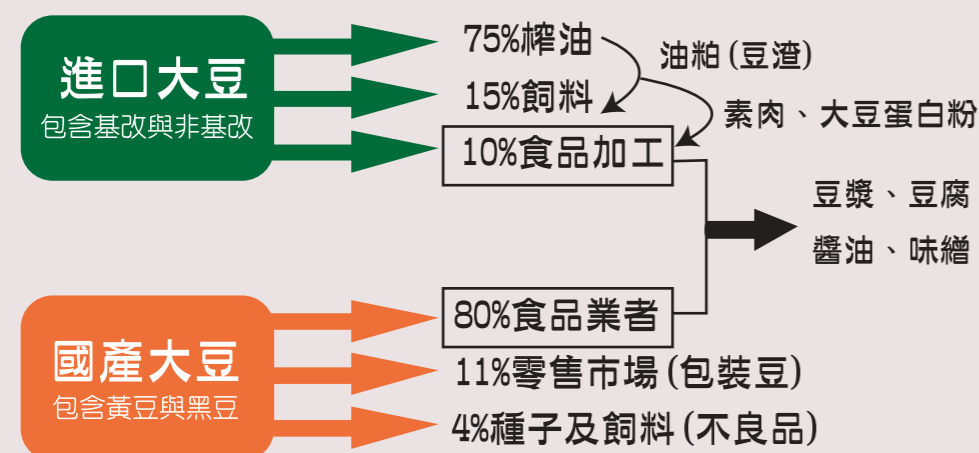 進口大豆
包含基改與非基改
75%榨油
油粕(豆渣)
15%飼料
素肉、大豆蛋白粉
10%食品加工
豆漿、豆腐
醬油、味繒
國產大豆
包含黃豆與黑豆
80%食品業者
11%零售市場(包裝豆)
4%種子及飼料(不良品)